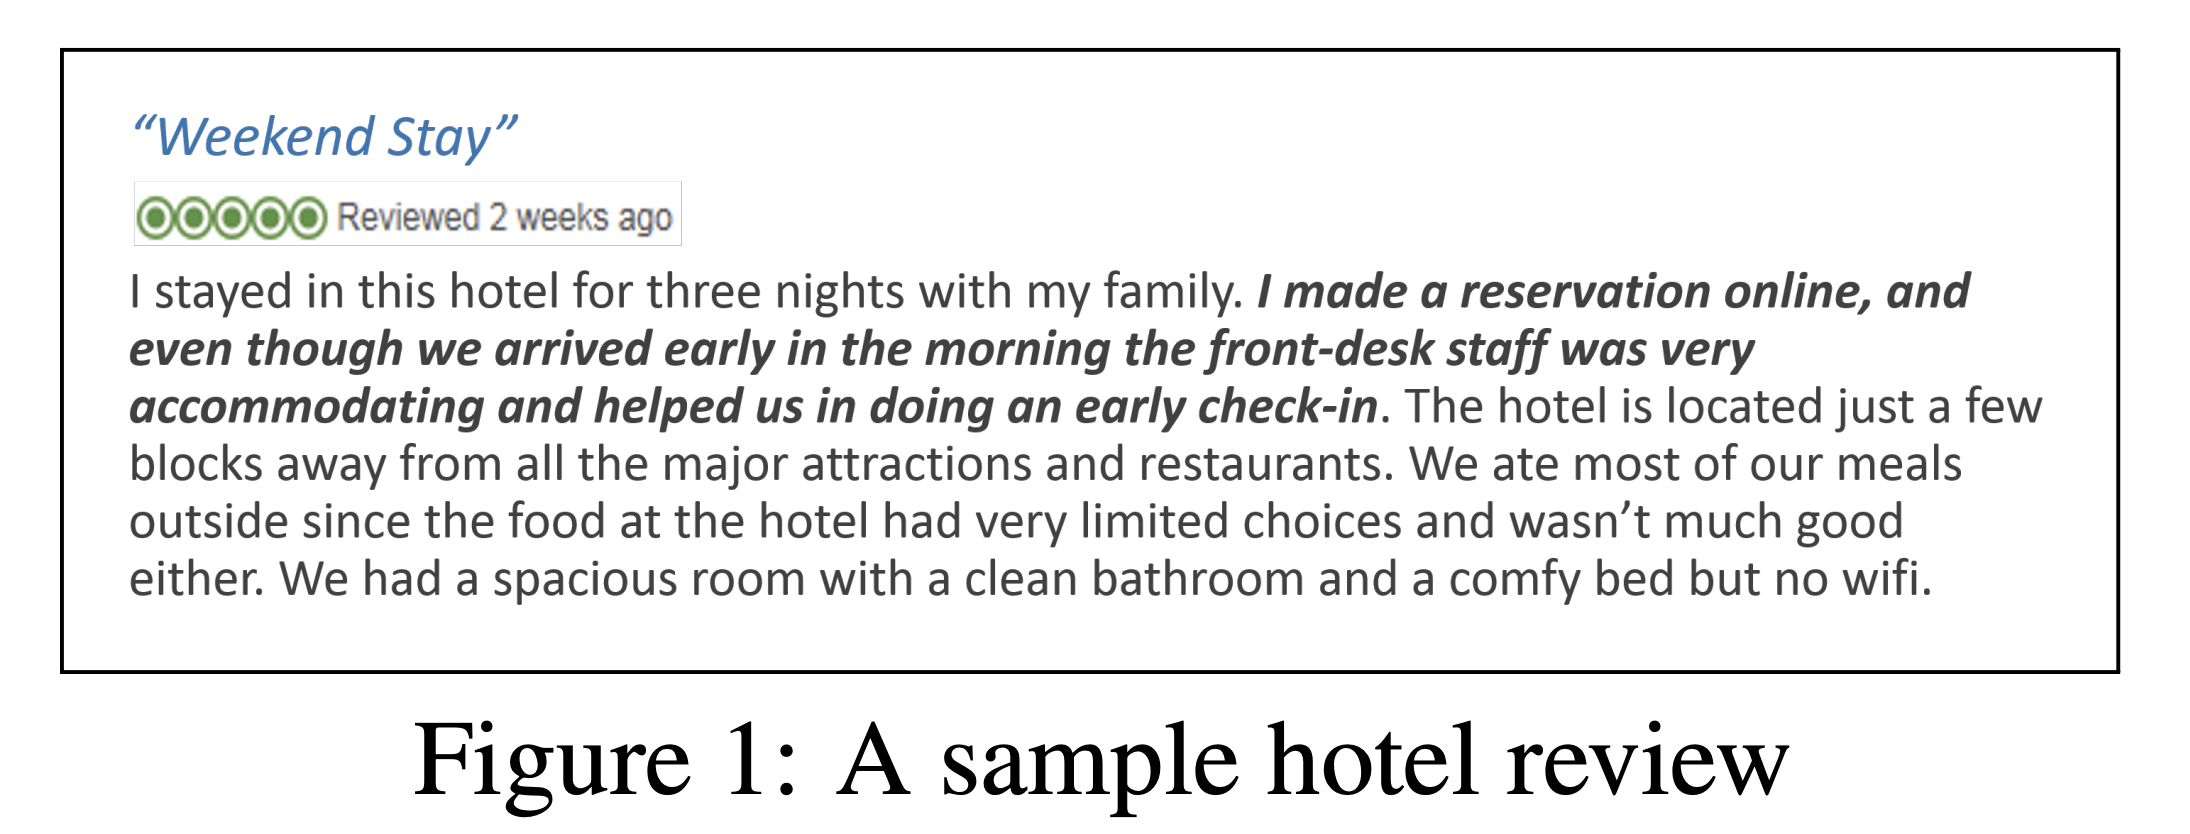 “Weekend Stay”
Reviewed 2 weeks ago
I stayed in this hotel for three nights with my family. I made a reservation online, and
even though we arrived early in the morning the front-desk staff was very
accommodating and helped us in doing an early check-in. The hotel is located just a few
blocks away from all the major attractions and restaurants. We ate most of our meals
outside since the food at the hotel had very limited choices and wasn’t much good
either. We had a spacious room with a clean bathroom and a comfy bed but no wifi.
Figure 1: A sample hotel review